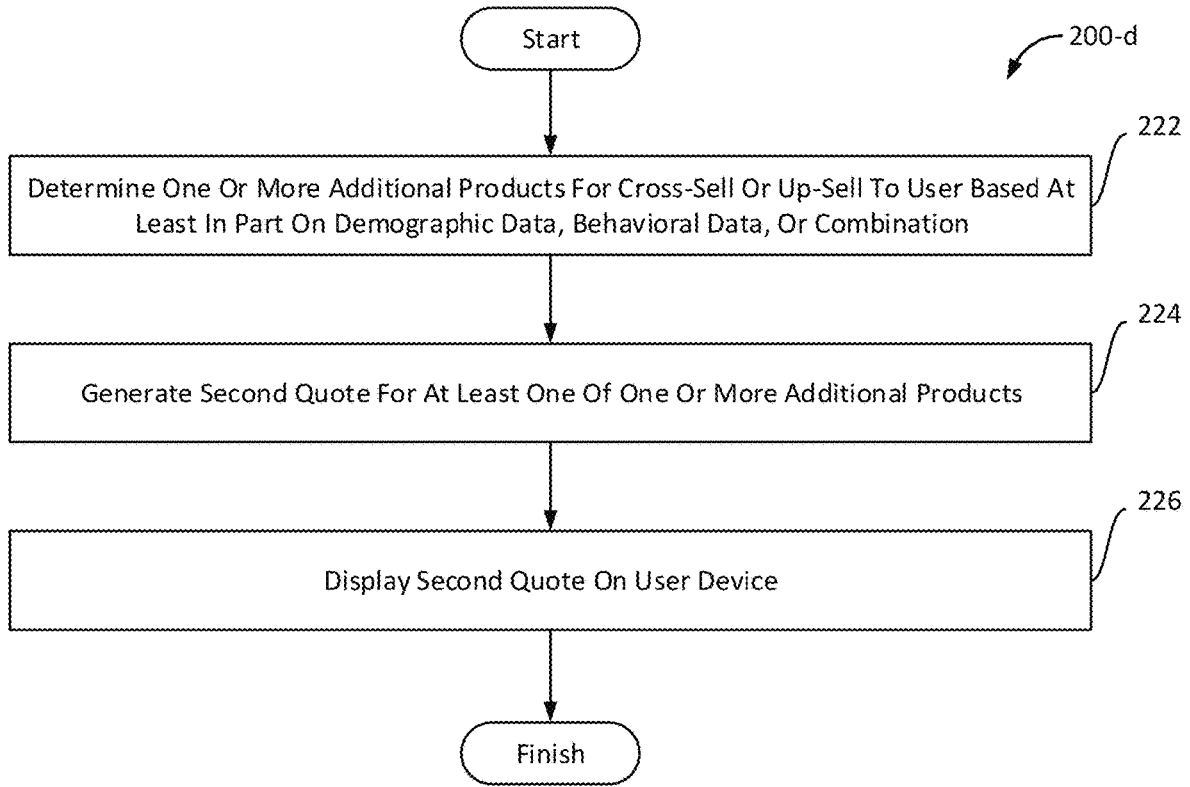 Start
200-d
222
Determine One Or More Additional Products For Cross-Sell Or Up-Sell To User Based At
Least In Part On Demographic Data, Behavioral Data, Or Combination
224
Generate Second Quote For At Least One Of One Or More Additional Products
226
Display Second Quote On User Device
Finish